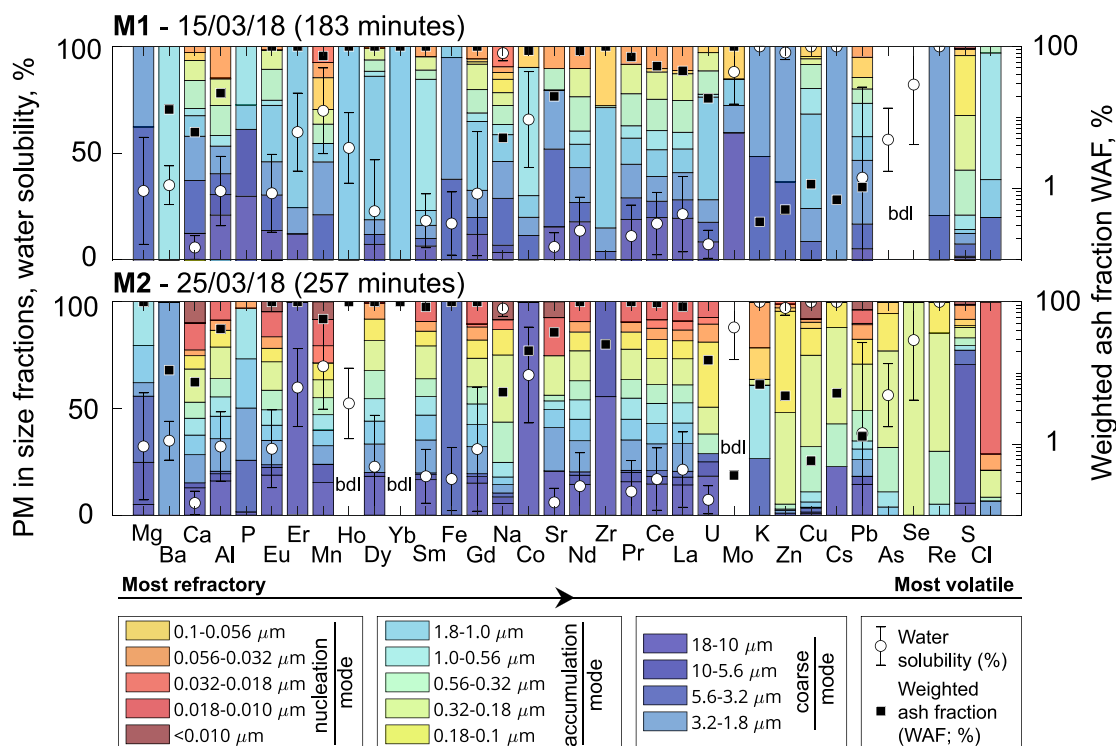 M1 - 15/03/18 (183 minutes)
PM in size fractions, water solubility, %
100
50
0
bdl
100
1
Weighted ash fraction WAF, %
M2 - 25/03/18 (257 minutes)
100
50
0
bdl
bdl
bdl
100
1
Mg Ca P Er Ho Yb Fe Na Sr Zr Ce U K Cu Pb Se S
Ba Al Eu Mn Dy Sm Gd Co Nd Pr La Mo Zn Cs As Re Cl
Most refractory
Most volatile
0.1-0.056 μm
0.056-0.032 μm
0.032-0.018 μm
0.018-0.010 μm
<0.010 μm
nucleation
mode
1.8-1.0 μm
1.0-0.56 μm
0.56-0.32 μm
0.32-0.18 μm
0.18-0.1 μm
accumulation
mode
18-10 μm
10-5.6 μm
5.6-3.2 μm
3.2-1.8 μm
coarse
mode
Water
solubility (%)
Weighted
ash fraction
(WAF; %)